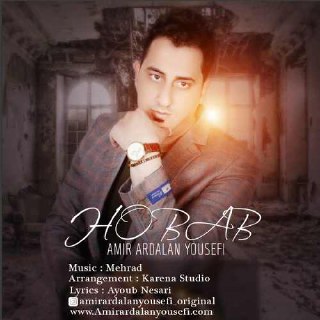 HOBAB
AMIR ARDALAN YOUSEFI
Music : Mehrad
Arrangement : Karena Studio
Lyrics : Ayoub Nesari
amirardalanyousefi_original
www.Amirardalanyousefi.com